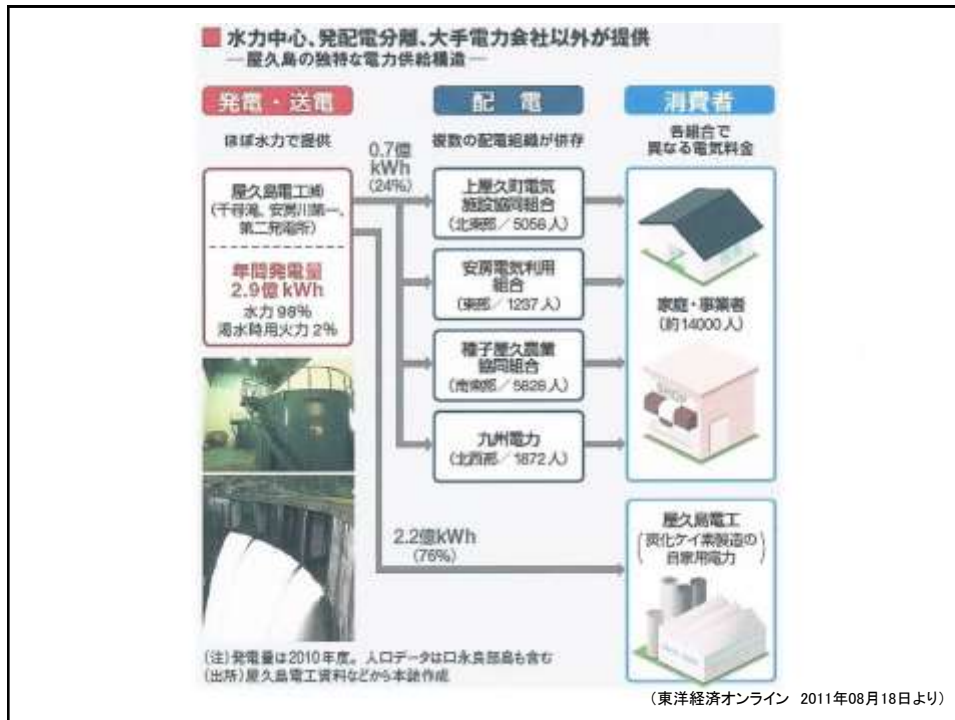 水力中心、発配電分離、大手電力会社以外が提供
―屋久島の独特な電力供給構造―
発電・送電
配 電
消費者
ほぼ水力で提供
複数の配電組織が併存
各組合で
異なる電気料金
0.7億
kWh
(24%)
屋久島電工㈱
(千尋滝、安房川第一、
第二発電所)
年間発電量
2.9億kWh
水力98%
渇水時用火力2%
上屋久町電気
施設協同組合
(北東部／5056人)
安房電気利用
組合
(東部／1237人)
種子屋久農業
協同組合
(南東部／5828人)
九州電力
(北西部／1872人)
家庭・事業者
(約14000人)
SHOP
2.2億kWh
(76%)
屋久島電工
(炭化ケイ素製造の
自家用電力)
(注)発電量は2010年度。人口データは口永良部島も含む
(出所)屋久島電工資料などから本誌作成
（東洋経済オンライン 2011年08月18日より）